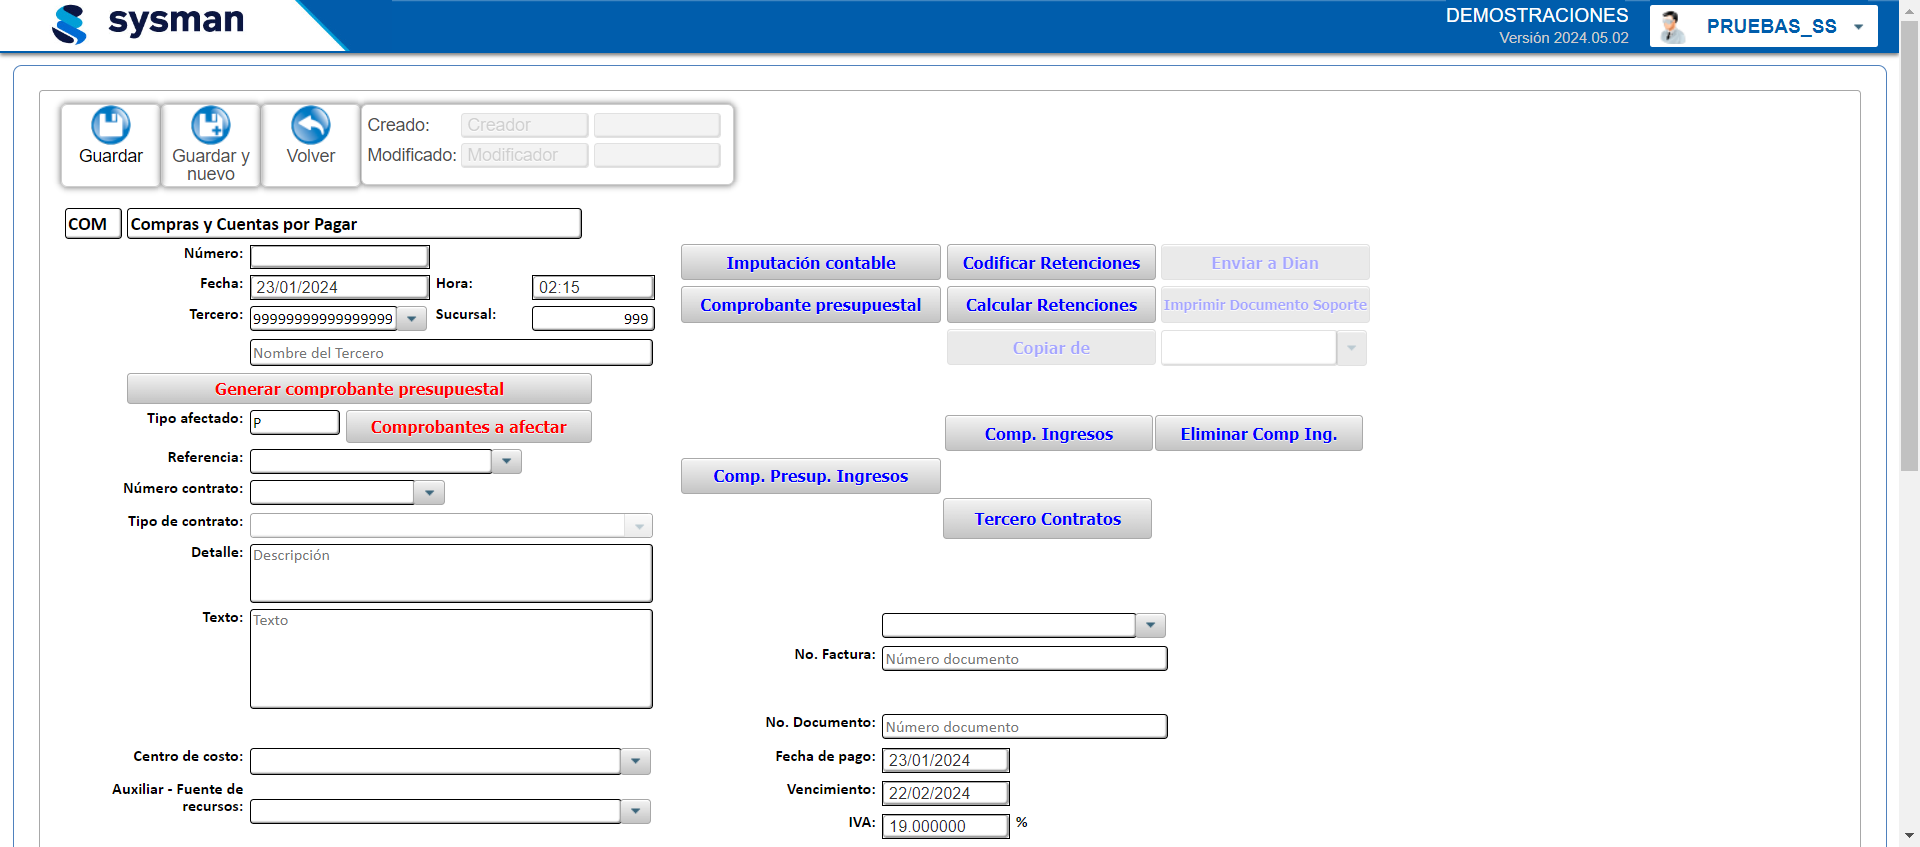 sysman
DEMOSTRACIONES
Versión 2024.05.02
PRUEBAS_SS
Guardar
Guardar y nuevo
Volver
Creado: Creador
Modificado: Modificador
COM Compras y Cuentas por Pagar
Número:
Fecha: 23/01/2024 Hora: 02:15
Tercero: 99999999999999999 Sucursal: 999
Nombre del Tercero
Generar comprobante presupuestal
Tipo afectado: P Comprobantes a afectar
Referencia:
Número contrato:
Tipo de contrato:
Detalle: Descripción
Texto: Texto
Centro de costo:
Auxiliar - Fuente de
recursos:
Imputación contable Codificar Retenciones Enviar a Dian
Comprobante presupuestal Calcular Retenciones Imprimir Documento Soporte
Copiar de
Comp. Ingresos Eliminar Comp Ing.
Comp. Presup. Ingresos
Tercero Contratos
No. Factura: Número documento
No. Documento: Número documento
Fecha de pago: 23/01/2024
Vencimiento: 22/02/2024
IVA: 19.000000 %